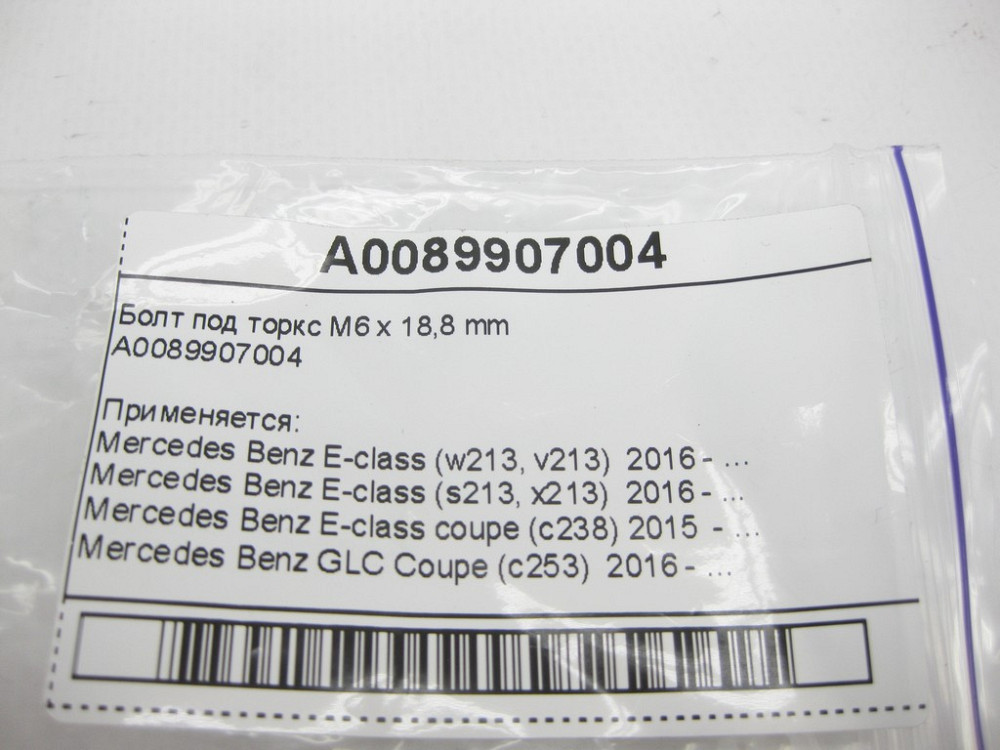 A0089907004
Болт под торкс M6 x 18,8 mm
A0089907004
Применяется:
Mercedes Benz E-class (w213, v213) 2016 - ...
Mercedes Benz E-class (s213, x213) 2016 - ...
Mercedes Benz E-class coupe (c238) 2015 - ...
Mercedes Benz GLC Coupe (c253) 2016 - ...